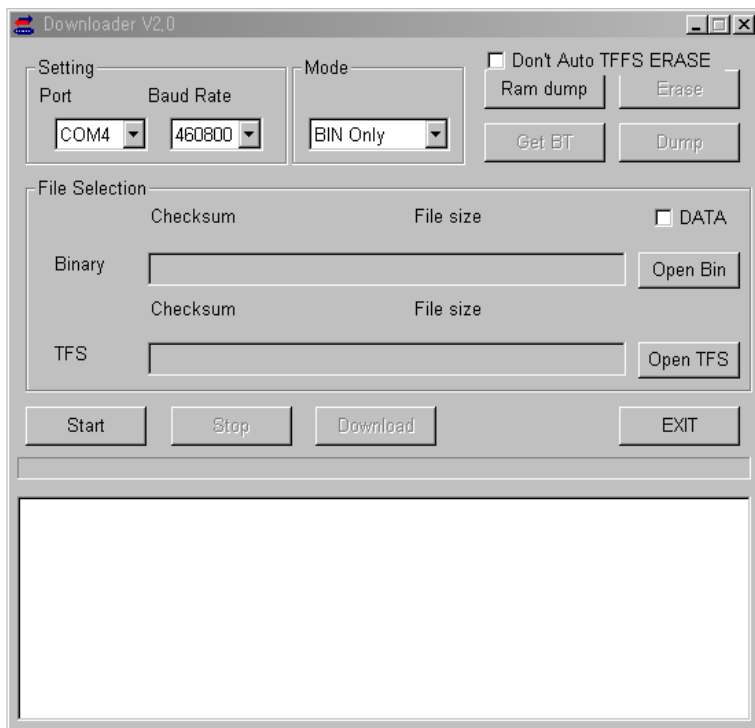 Downloader V2,0
Setting
Mode
Don't Auto TFFS ERASE
Port
Baud Rate
Ram dump
Erase
COM4
460800
BIN Only
Get BT
Dump
File Selection
Checksum
File size
DATA
Binary
Open Bin
Checksum
File size
TFS
Open TFS
Start
Stop
Download
EXIT